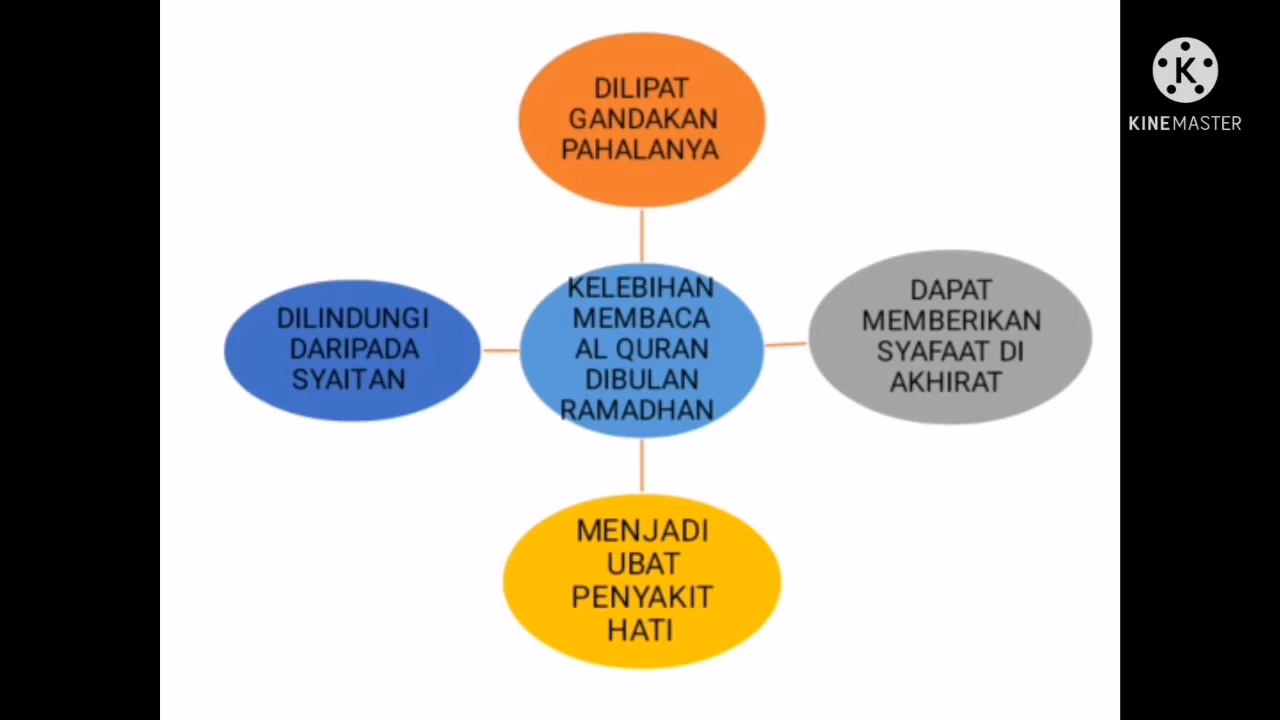 DILIPAT
GANDAKAN
PAHALANYA
K
KINEMASTER
DILINDUNGI
DARIPADA
SYAITAN
KELEBIHAN
MEMBACA
AL QURAN
DIBULAN
RAMADHAN
DAPAT
MEMBERIKAN
SYAFAAT DI
AKHIRAT
MENJADI
UBAT
PENYAKIT
HATI